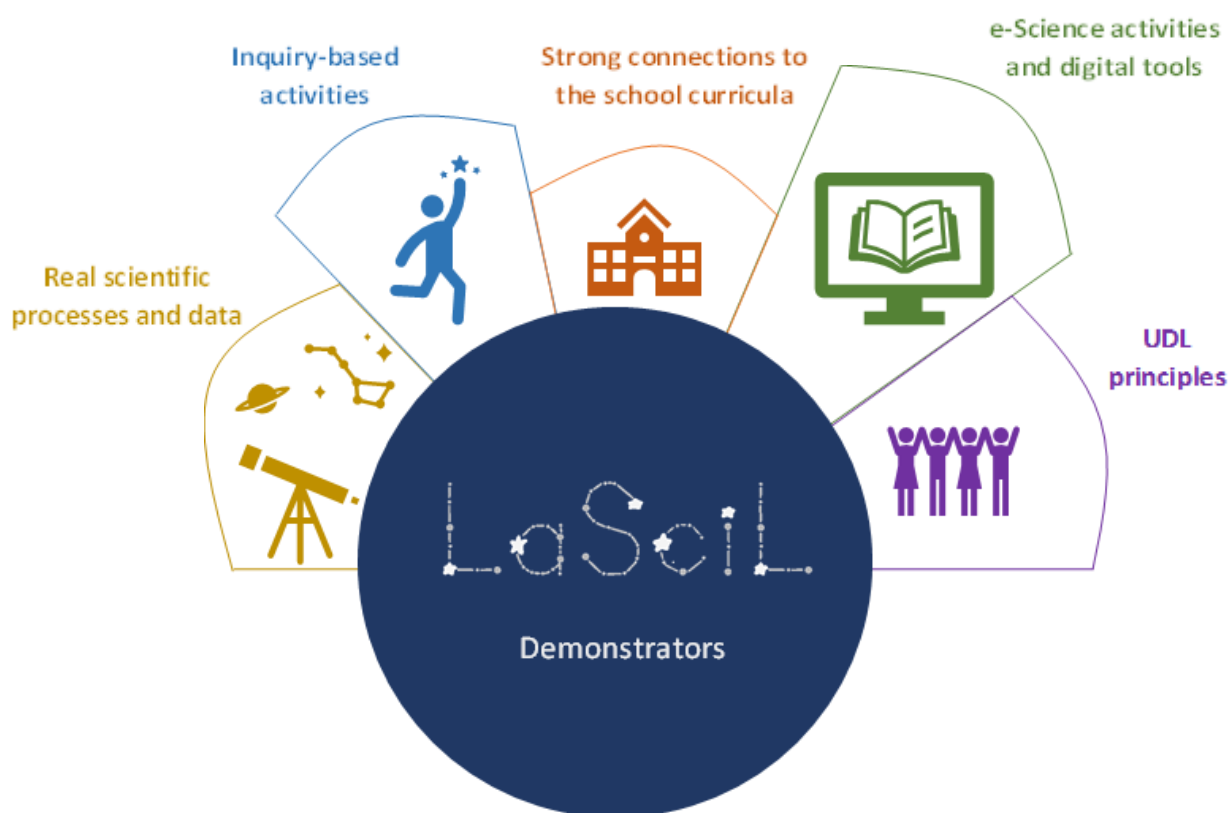 Inquiry-based
activities
Strong connections to
the school curricula
e-Science activities
and digital tools
Real scientific
processes and data
UDL
principles
LaSciL
Demonstrators